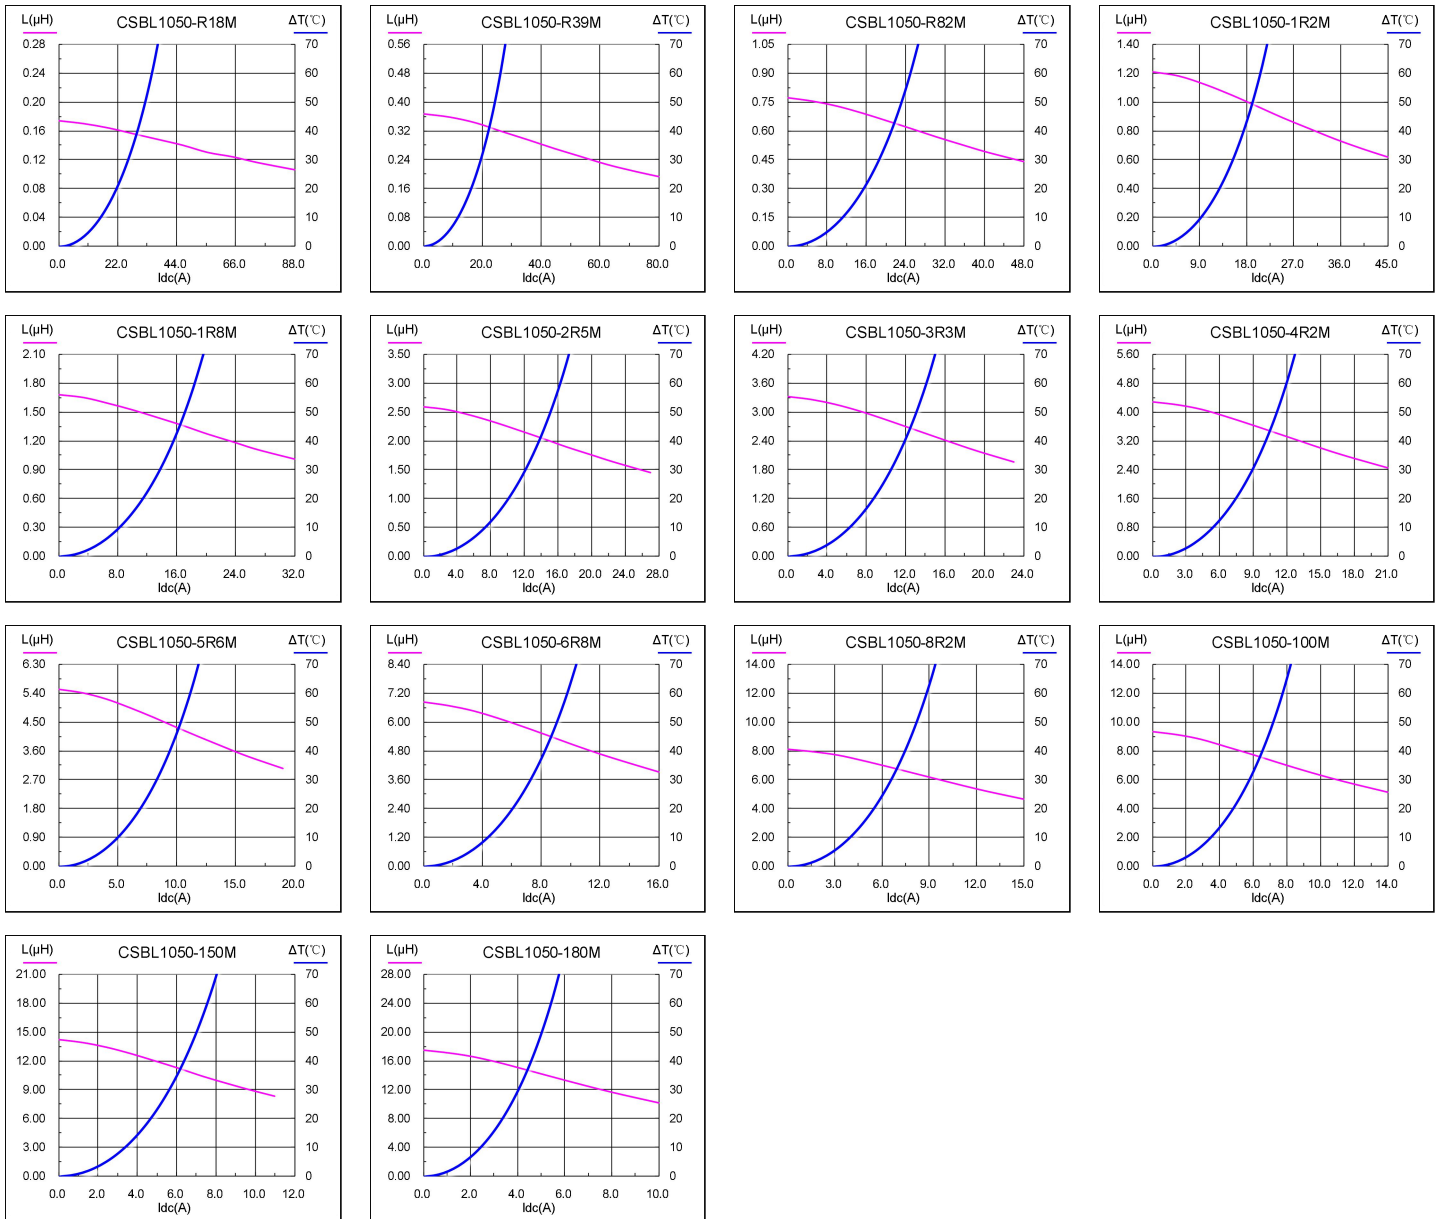 L(μH) CSBL1050-R18M ΔT(℃)
0.28 70
0.24 60
0.20 50
0.16 40
0.12 30
0.08 20
0.04 10
0.00 0
0.0 22.0 44.0 66.0 88.0
Idc(A)
L(μH) CSBL1050-R39M ΔT(℃)
0.56 70
0.48 60
0.40 50
0.32 40
0.24 30
0.16 20
0.08 10
0.00 0
0.0 20.0 40.0 60.0 80.0
Idc(A)
L(μH) CSBL1050-R82M ΔT(℃)
1.05 70
0.90 60
0.75 50
0.60 40
0.45 30
0.30 20
0.15 10
0.00 0
0.0 8.0 16.0 24.0 32.0 40.0 48.0
Idc(A)
L(μH) CSBL1050-1R2M ΔT(℃)
1.40 70
1.20 60
1.00 50
0.80 40
0.60 30
0.40 20
0.20 10
0.00 0
0.0 9.0 18.0 27.0 36.0 45.0
Idc(A)
L(μH) CSBL1050-1R8M ΔT(℃)
2.10 70
1.80 60
1.50 50
1.20 40
0.90 30
0.60 20
0.30 10
0.00 0
0.0 8.0 16.0 24.0 32.0
Idc(A)
L(μH) CSBL1050-2R5M ΔT(℃)
3.50 70
3.00 60
2.50 50
2.00 40
1.50 30
1.00 20
0.50 10
0.00 0
0.0 4.0 8.0 12.0 16.0 20.0 24.0 28.0
Idc(A)
L(μH) CSBL1050-3R3M ΔT(℃)
4.20 70
3.60 60
3.00 50
2.40 40
1.80 30
1.20 20
0.60 10
0.00 0
0.0 4.0 8.0 12.0 16.0 20.0 24.0
Idc(A)
L(μH) CSBL1050-4R2M ΔT(℃)
5.60 70
4.80 60
4.00 50
3.20 40
2.40 30
1.60 20
0.80 10
0.00 0
0.0 3.0 6.0 9.0 12.0 15.0 18.0 21.0
Idc(A)
L(μH) CSBL1050-5R6M ΔT(℃)
6.30 70
5.40 60
4.50 50
3.60 40
2.70 30
1.80 20
0.90 10
0.00 0
0.0 5.0 10.0 15.0 20.0
Idc(A)
L(μH) CSBL1050-6R8M ΔT(℃)
8.40 70
7.20 60
6.00 50
4.80 40
3.60 30
2.40 20
1.20 10
0.00 0
0.0 4.0 8.0 12.0 16.0
Idc(A)
L(μH) CSBL1050-8R2M ΔT(℃)
14.00 70
12.00 60
10.00 50
8.00 40
6.00 30
4.00 20
2.00 10
0.00 0
0.0 3.0 6.0 9.0 12.0 15.0
Idc(A)
L(μH) CSBL1050-100M ΔT(℃)
14.00 70
12.00 60
10.00 50
8.00 40
6.00 30
4.00 20
2.00 10
0.00 0
0.0 2.0 4.0 6.0 8.0 10.0 12.0 14.0
Idc(A)
L(μH) CSBL1050-150M ΔT(℃)
21.00 70
18.00 60
15.00 50
12.00 40
9.00 30
6.00 20
3.00 10
0.00 0
0.0 2.0 4.0 6.0 8.0 10.0 12.0
Idc(A)
L(μH) CSBL1050-180M ΔT(℃)
28.00 70
24.00 60
20.00 50
16.00 40
12.00 30
8.00 20
4.00 10
0.00 0
0.0 2.0 4.0 6.0 8.0 10.0
Idc(A)